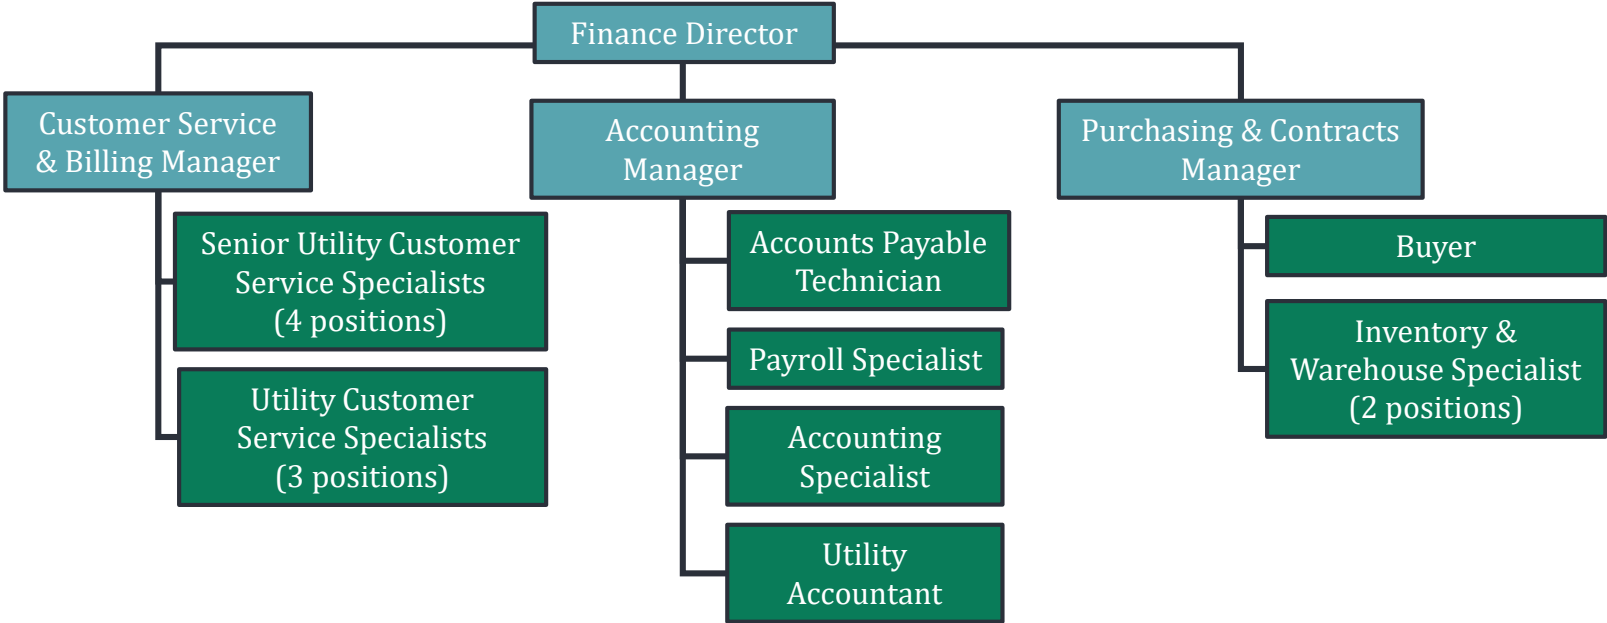 Finance Director
Customer Service
& Billing Manager
Senior Utility Customer
Service Specialists
(4 positions)
Utility Customer
Service Specialists
(3 positions)
Accounting
Manager
Accounts Payable
Technician
Payroll Specialist
Accounting
Specialist
Utility
Accountant
Purchasing & Contracts
Manager
Buyer
Inventory &
Warehouse Specialist
(2 positions)